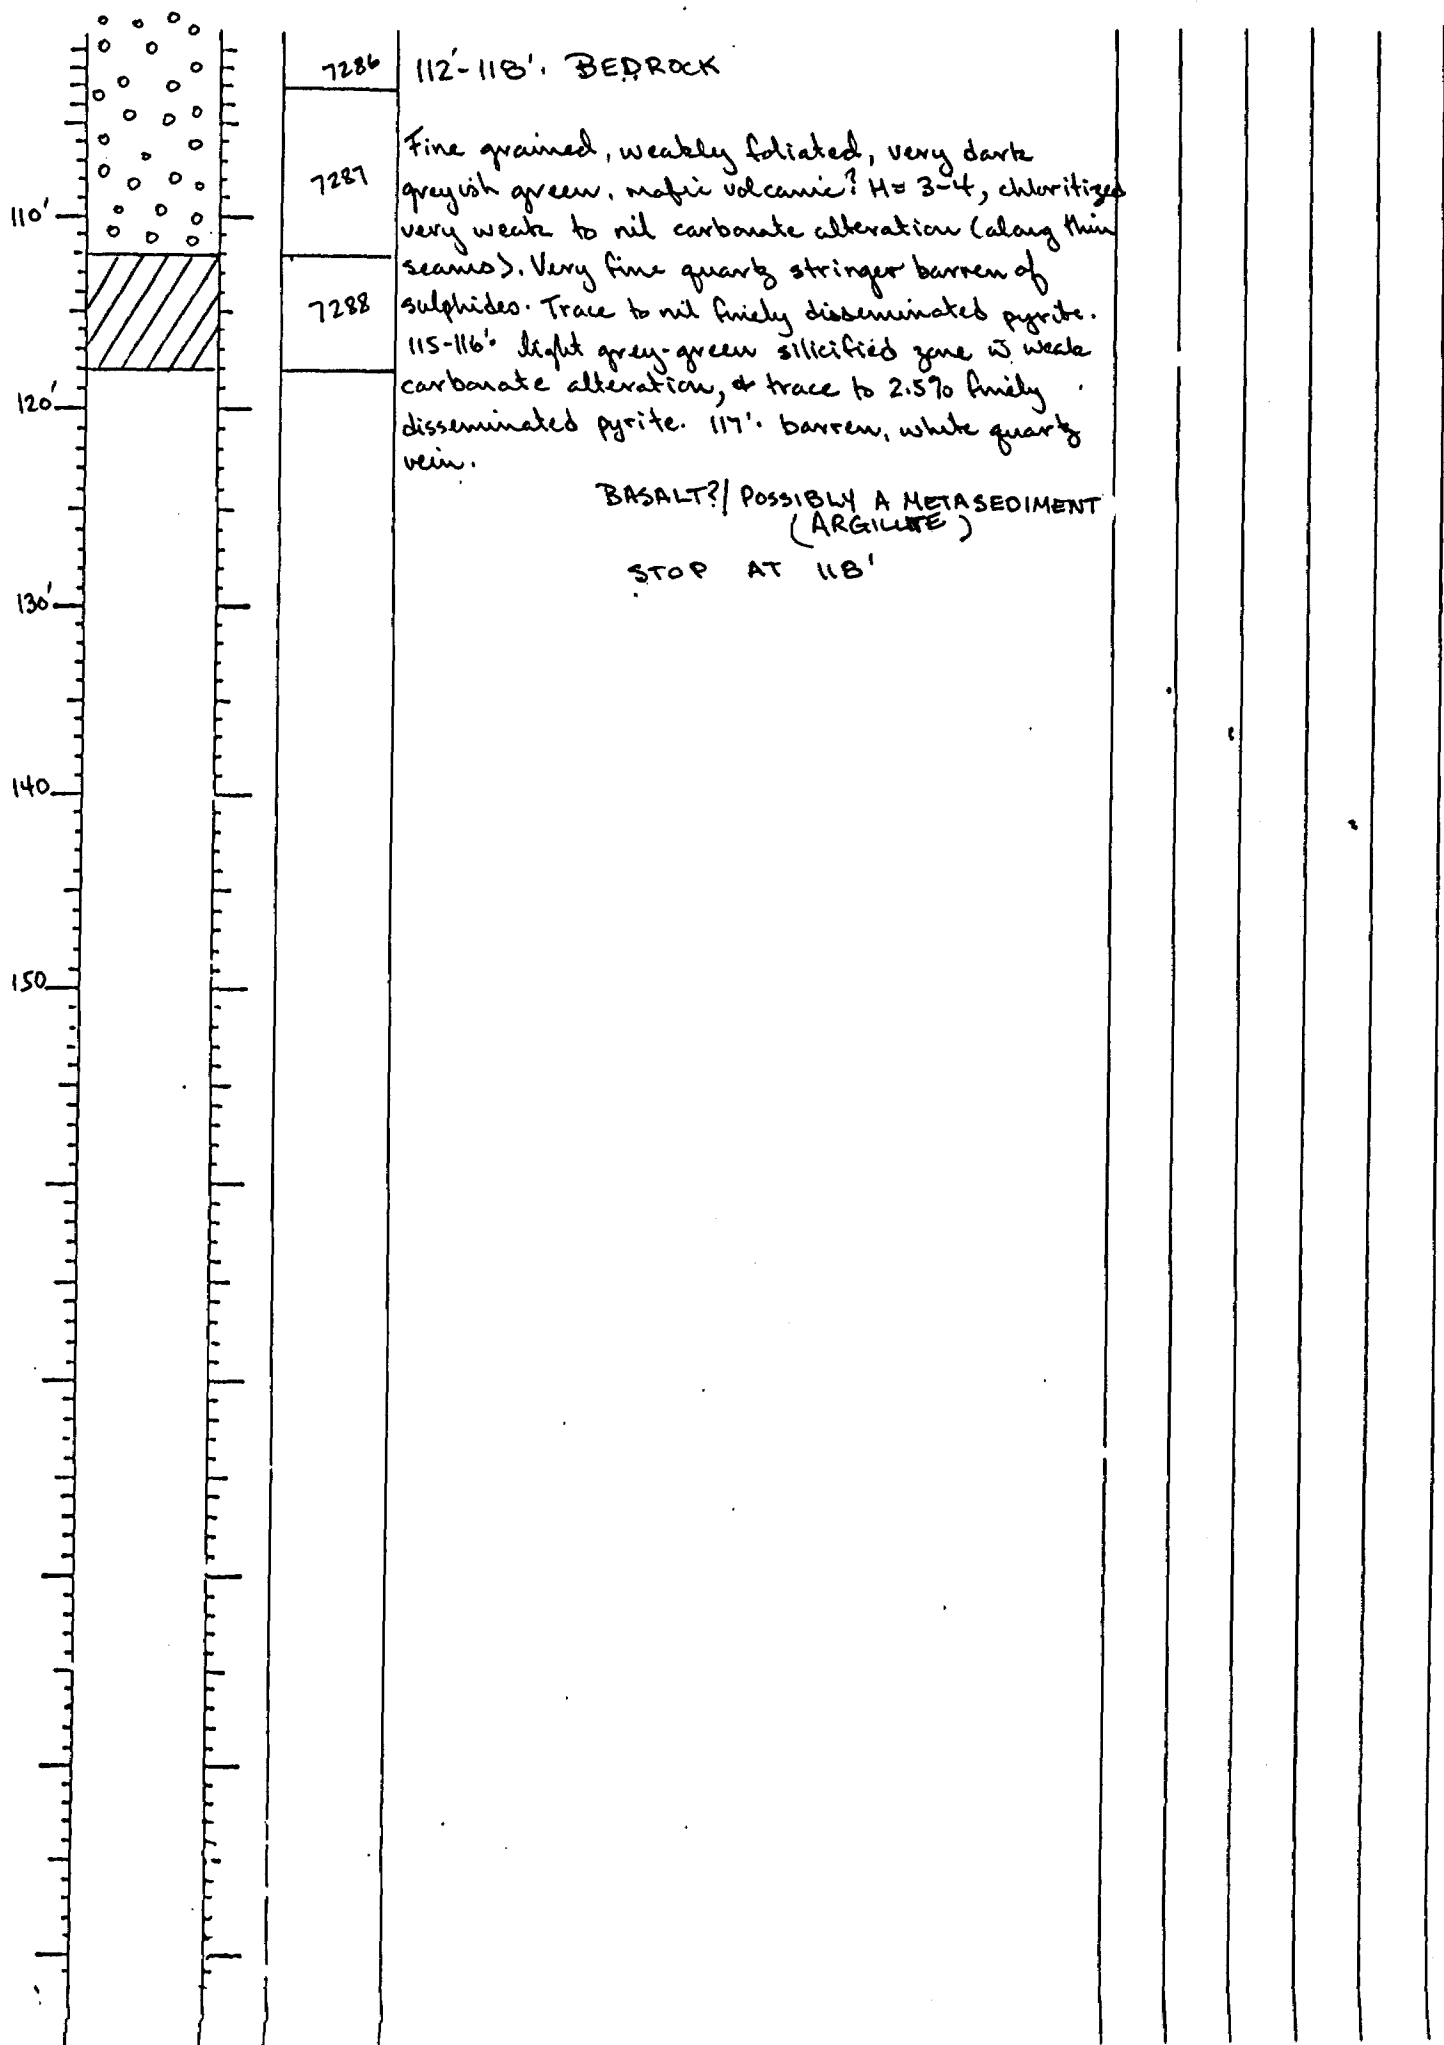 7286
112'-118'. BEDROCK
Fine grained, weakly foliated, very dark
7287
greyish green, mafic volcanic? H= 3-4, chloritized
110'
very weak to nil carbonate alteration (along thin
seams). Very fine quartz stringer barren of
7288
sulphides. Trace to nil finely disseminated pyrite.
115-116'. light grey-green silicified zone w weak
120'
carbonate alteration, & trace to 2.5% finely
disseminated pyrite. 117'. barren, white quartz
vein.
BASALT?/ POSSIBLY A METASEDIMENT
(ARGILLITE)
STOP AT 118'
130'
140
150